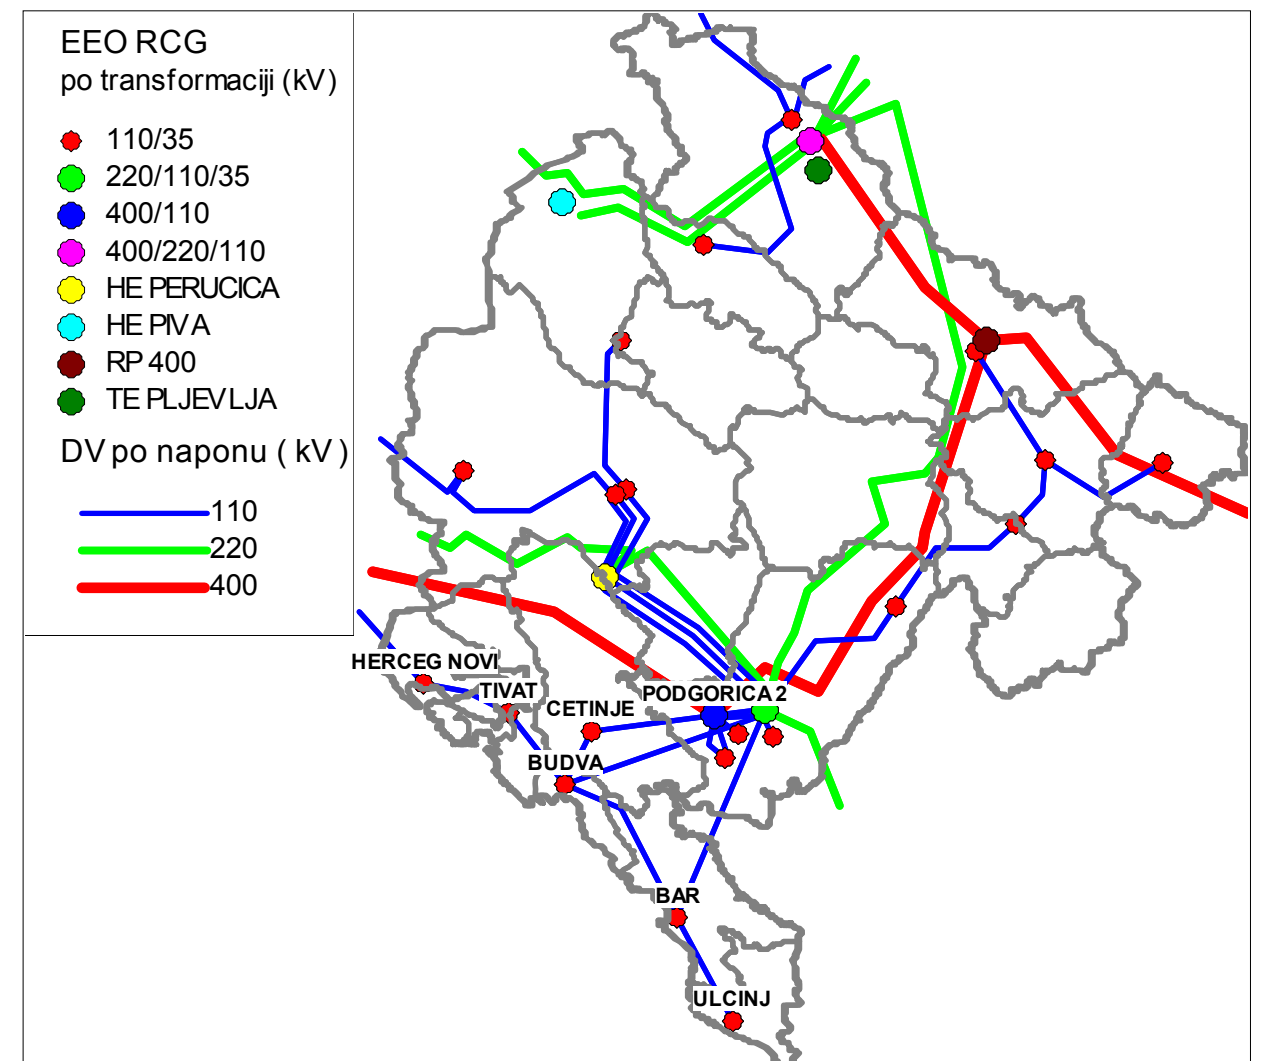 EEO RCG
po transformaciji (kV)
110/35
220/110/35
400/110
400/220/110
HE PERUCICA
HE PIVA
RP 400
TE PLJEVLJA
DV po naponu ( kV )
110
220
400
HERCEG NOVI
TIVAT
PODGORICA 2
CETINJE
BUDVA
BAR
ULCINJ